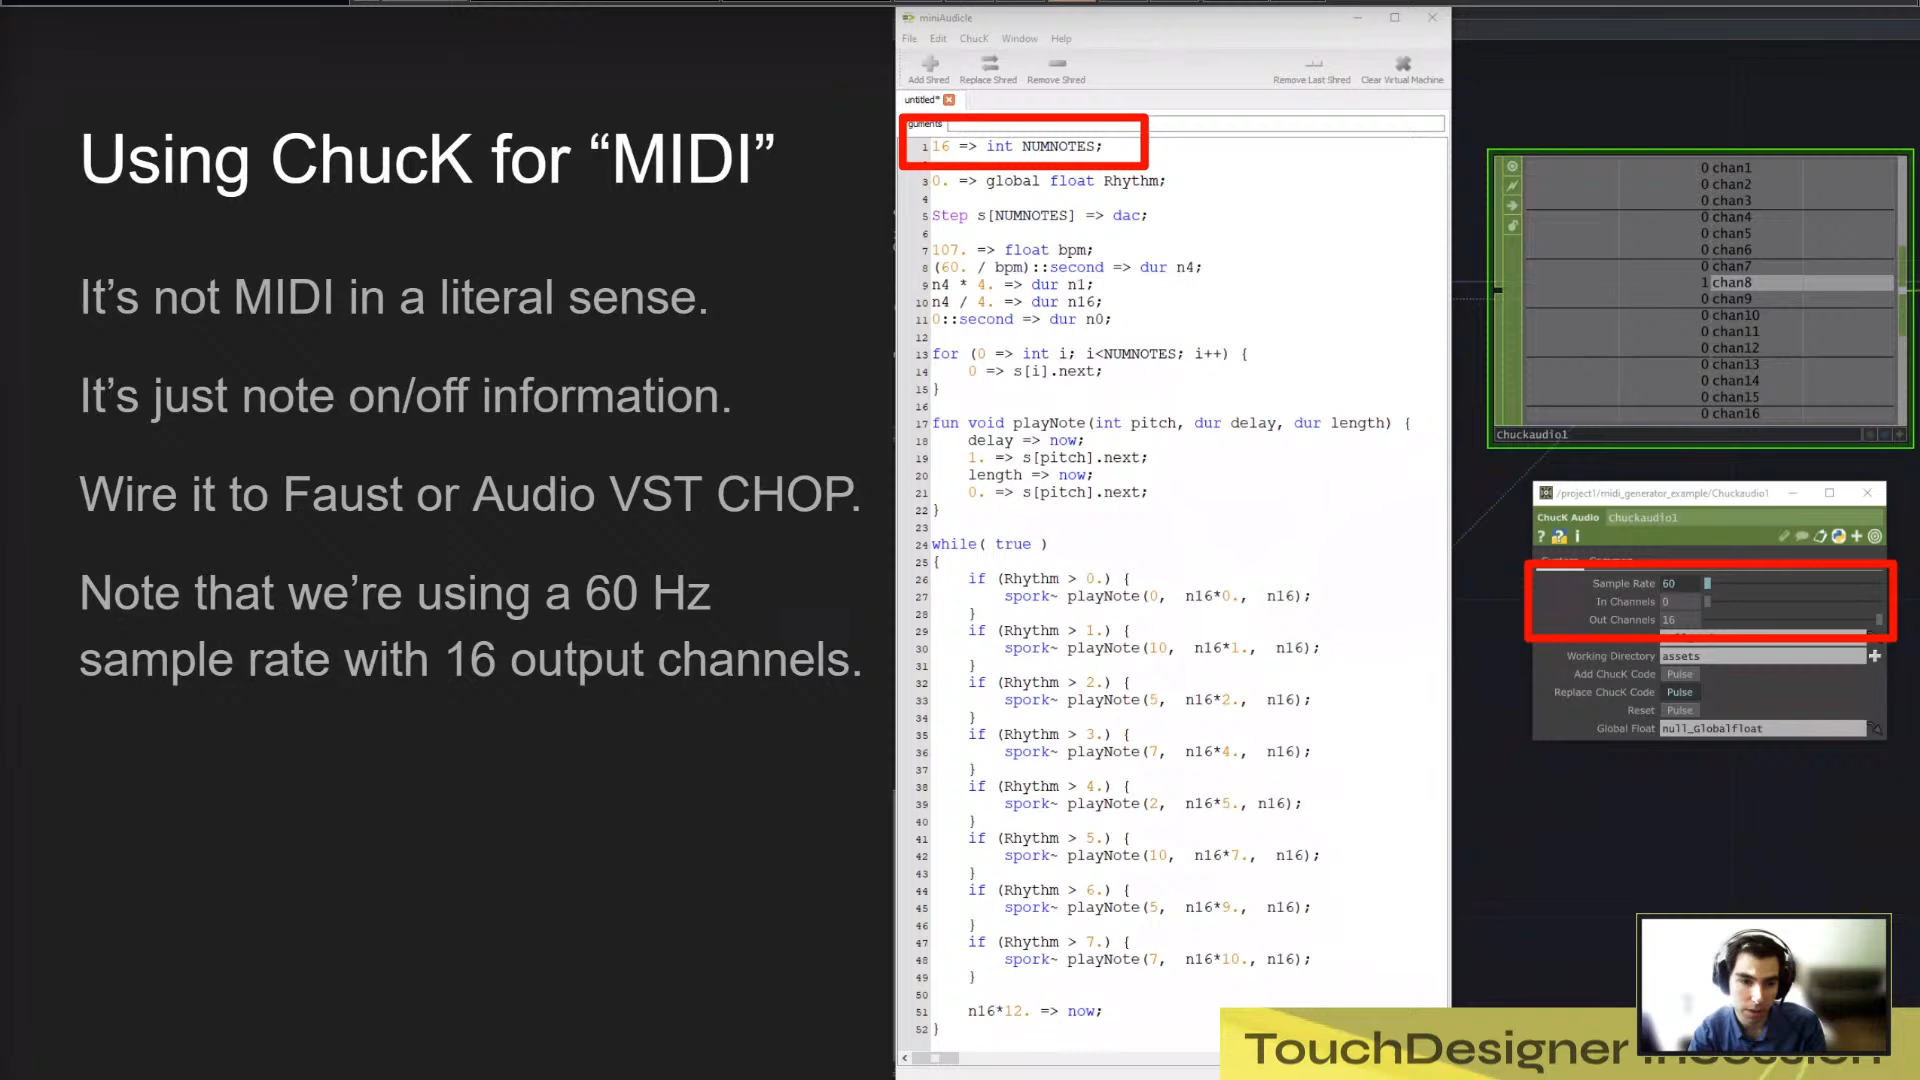 Using ChucK for “MIDI”
It’s not MIDI in a literal sense.
It’s just note on/off information.
Wire it to Faust or Audio VST CHOP.
Note that we’re using a 60 Hz
sample rate with 16 output channels.
miniAudicle
File Edit ChucK Window Help
Add Shred Replace Shred Remove Shred Remove Last Shred Clear Virtual Machine
untitled*
guments
1 16 => int NUMNOTES;
3 0. => global float Rhythm;
4
5 Step s[NUMNOTES] => dac;
6
7 107. => float bpm;
8 (60. / bpm)::second => dur n4;
9 n4 * 4. => dur n1;
10 n4 / 4. => dur n16;
11 0::second => dur n0;
12
13 for (0 => int i; i<NUMNOTES; i++) {
14 0 => s[i].next;
15 }
16
17 fun void playNote(int pitch, dur delay, dur length) {
18 delay => now;
19 1. => s[pitch].next;
20 length => now;
21 0. => s[pitch].next;
22 }
23
24 while( true )
25 {
26 if (Rhythm > 0.) {
27 spork~ playNote(0, n16*0., n16);
28 }
29 if (Rhythm > 1.) {
30 spork~ playNote(10, n16*1., n16);
31 }
32 if (Rhythm > 2.) {
33 spork~ playNote(5, n16*2., n16);
34 }
35 if (Rhythm > 3.) {
36 spork~ playNote(7, n16*4., n16);
37 }
38 if (Rhythm > 4.) {
39 spork~ playNote(2, n16*5., n16);
40 }
41 if (Rhythm > 5.) {
42 spork~ playNote(10, n16*7., n16);
43 }
44 if (Rhythm > 6.) {
45 spork~ playNote(5, n16*9., n16);
46 }
47 if (Rhythm > 7.) {
48 spork~ playNote(7, n16*10., n16);
49 }
50
51 n16*12. => now;
52 }
0 chan1
0 chan2
0 chan3
0 chan4
0 chan5
0 chan6
0 chan7
1 chan8
0 chan9
0 chan10
0 chan11
0 chan12
0 chan13
0 chan14
0 chan15
0 chan16
Chuckaudio1
/project1/midi_generator_example/Chuckaudio1
ChucK Audio Chuckaudio1
Sample Rate 60
In Channels 0
Out Channels 16
Working Directory assets
Add ChucK Code Pulse
Replace ChucK Code Pulse
Reset Pulse
Global Float null_Globalfloat
TouchDesigner